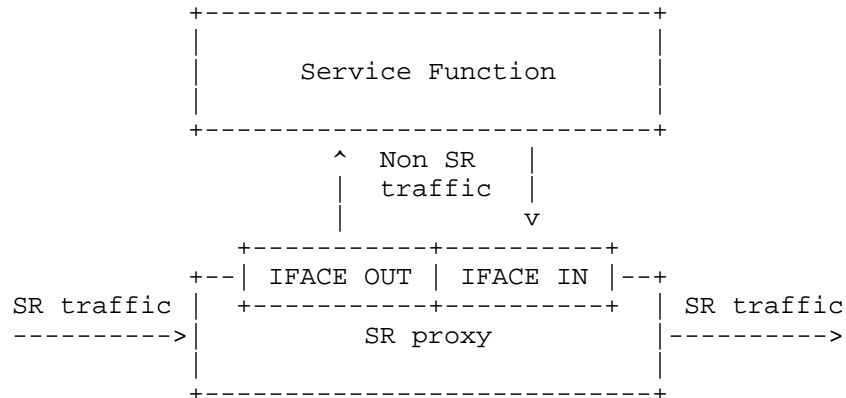 Service Function
Non SR
traffic
IFACE OUT IFACE IN
SR traffic SR traffic
SR proxy